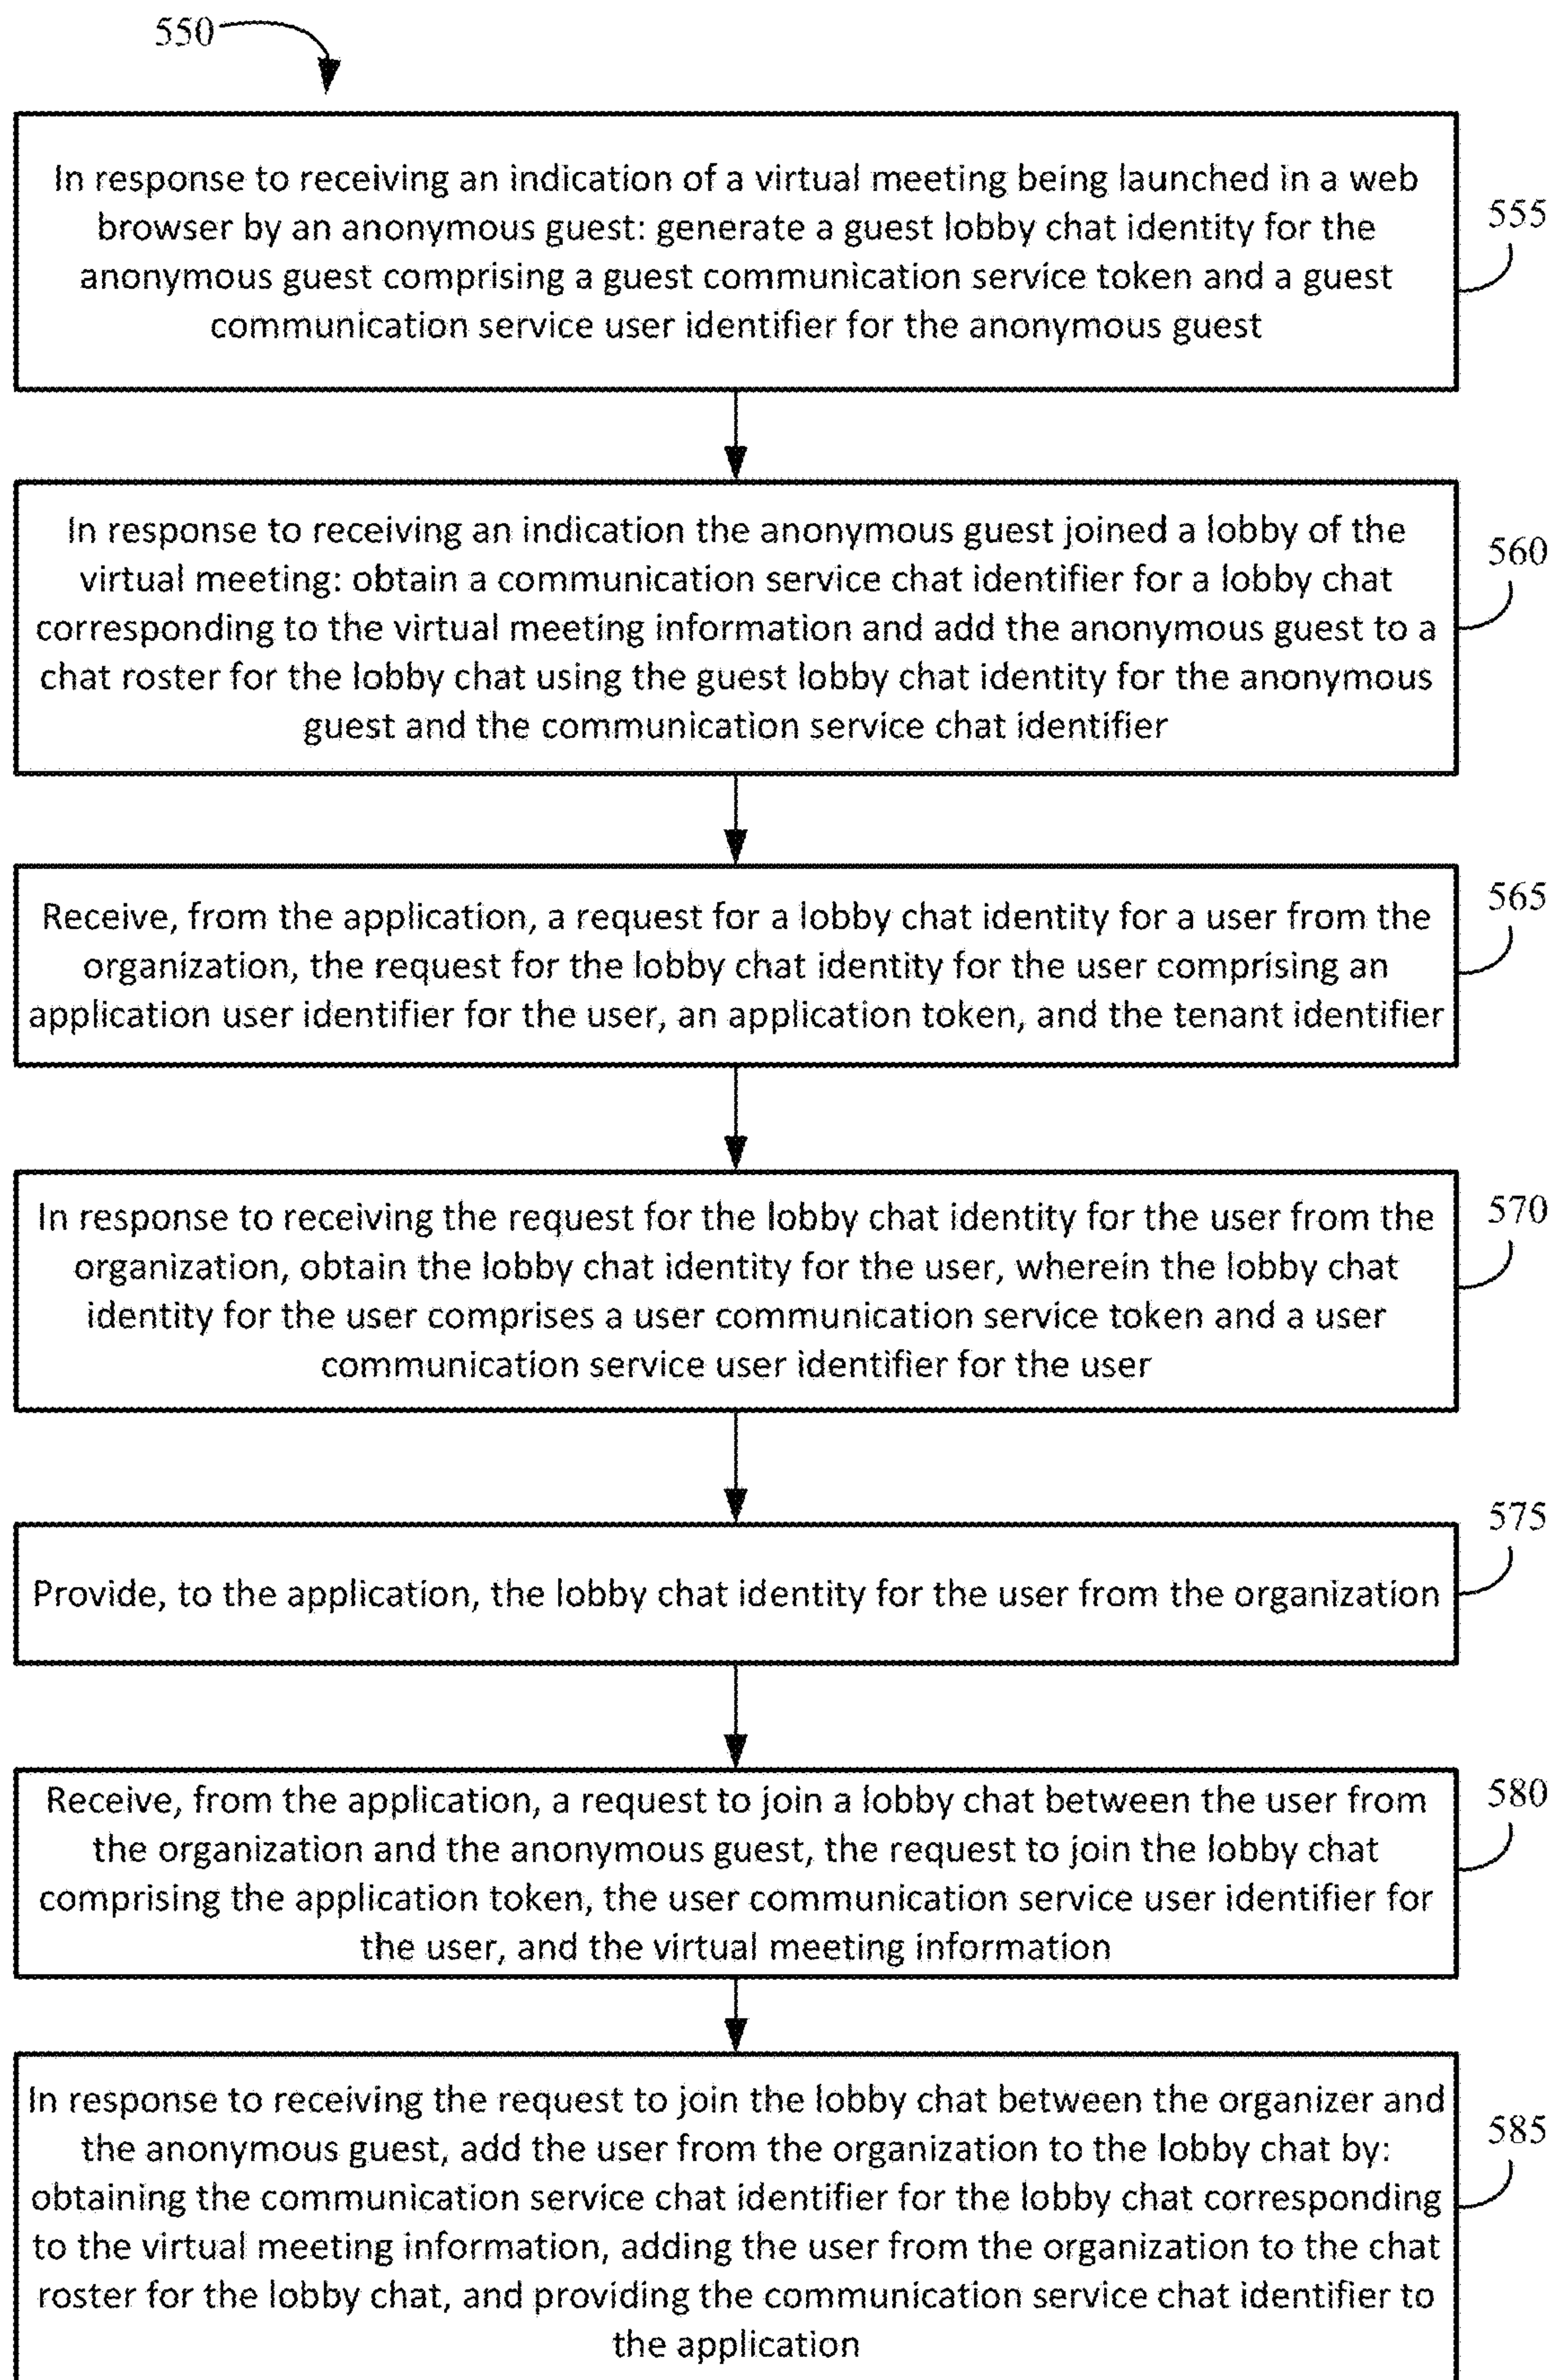 550
In response to receiving an indication of a virtual meeting being launched in a web
browser by an anonymous guest: generate a guest lobby chat identity for the
anonymous guest comprising a guest communication service token and a guest
communication service user identifier for the anonymous guest
555
In response to receiving an indication the anonymous guest joined a lobby of the
virtual meeting: obtain a communication service chat identifier for a lobby chat
corresponding to the virtual meeting information and add the anonymous guest to a
chat roster for the lobby chat using the guest lobby chat identity for the anonymous
guest and the communication service chat identifier
560
Receive, from the application, a request for a lobby chat identity for a user from the
organization, the request for the lobby chat identity for the user comprising an
application user identifier for the user, an application token, and the tenant identifier
565
In response to receiving the request for the lobby chat identity for the user from the
organization, obtain the lobby chat identity for the user, wherein the lobby chat
identity for the user comprises a user communication service token and a user
communication service user identifier for the user
570
Provide, to the application, the lobby chat identity for the user from the organization
575
Receive, from the application, a request to join a lobby chat between the user from
the organization and the anonymous guest, the request to join the lobby chat
comprising the application token, the user communication service user identifier for
the user, and the virtual meeting information
580
In response to receiving the request to join the lobby chat between the organizer and
the anonymous guest, add the user from the organization to the lobby chat by:
obtaining the communication service chat identifier for the lobby chat corresponding
to the virtual meeting information, adding the user from the organization to the chat
roster for the lobby chat, and providing the communication service chat identifier to
the application
585